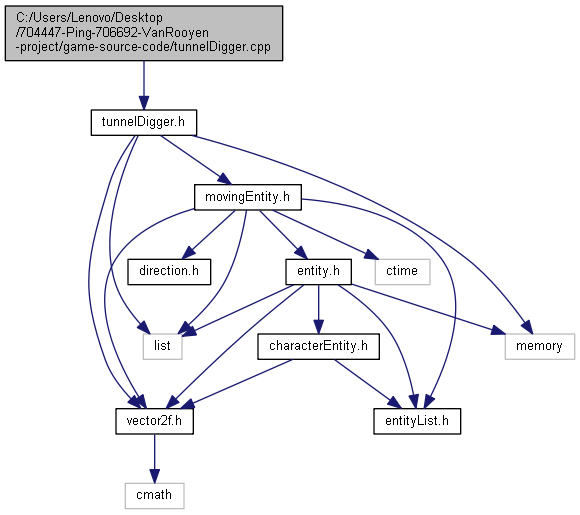 C:/Users/Lenovo/Desktop
/704447-Ping-706692-VanRooyen
-project/game-source-code/tunnelDigger.cpp
tunnelDigger.h
movingEntity.h
direction.h
entity.h
ctime
list
characterEntity.h
memory
vector2f.h
entityList.h
cmath